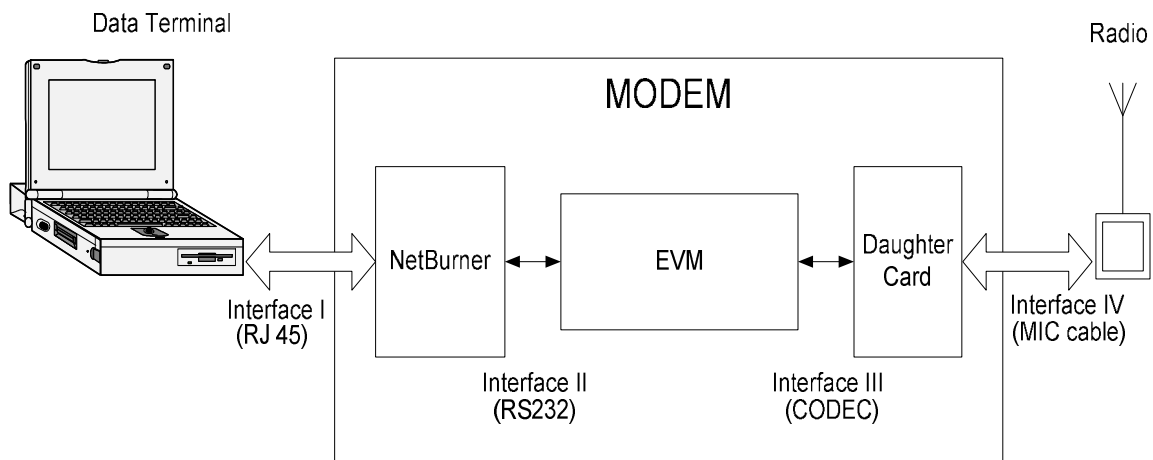 Data Terminal
Radio
MODEM
NetBurner
EVM
Daughter
Card
Interface I
(RJ 45)
Interface II
(RS232)
Interface III
(CODEC)
Interface IV
(MIC cable)